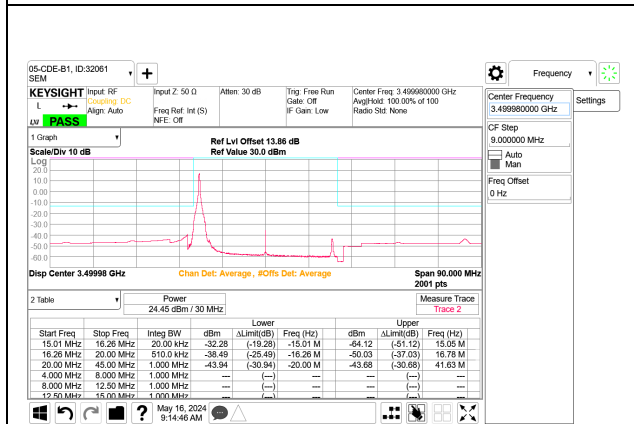 05-CDE-B1, ID:32061
SEM
Frequency
KEYSIGHT Input: RF Input Z: 50 Ω Atten: 30 dB Trig: Free Run Center Freq: 3.499980000 GHz
L Coupling: DC Gate: Off Avg|Hold: 100.00% of 100
Align: Auto Freq Ref: Int (S) IF Gain: Low Radio Std: None
LXI PASS NFE: Off
Center Frequency
3.499980000 GHz
Settings
CF Step
9.000000 MHz
Auto
Man
Freq Offset
0 Hz
1 Graph
Scale/Div 10 dB
Ref Lvl Offset 13.86 dB
Ref Value 30.0 dBm
Log
20.0
10.0
0.00
-10.0
-20.0
-30.0
-40.0
-50.0
-60.0
Disp Center 3.49998 GHz Chan Det: Average, #Offs Det: Average Span 90.000 MHz
2001 pts
2 Table
Power
24.45 dBm / 30 MHz
Measure Trace
Trace 2
Lower Upper
Start Freq Stop Freq Integ BW dBm ΔLimit(dB) Freq (Hz) dBm ΔLimit(dB) Freq (Hz)
15.01 MHz 16.26 MHz 20.00 kHz -32.28 (-19.28) -15.01 M -64.12 (-51.12) 15.05 M
16.26 MHz 20.00 MHz 510.0 kHz -38.49 (-25.49) -16.26 M -50.03 (-37.03) 16.78 M
20.00 MHz 45.00 MHz 1.000 MHz -43.94 (-30.94) -20.00 M -43.68 (-30.68) 41.63 M
4.000 MHz 8.000 MHz 1.000 MHz --- (---) --- (---)
8.000 MHz 12.50 MHz 1.000 MHz --- (---) --- (---)
12.50 MHz 15.00 MHz 1.000 MHz --- (---) --- (---)
? May 16, 2024
9:14:46 AM